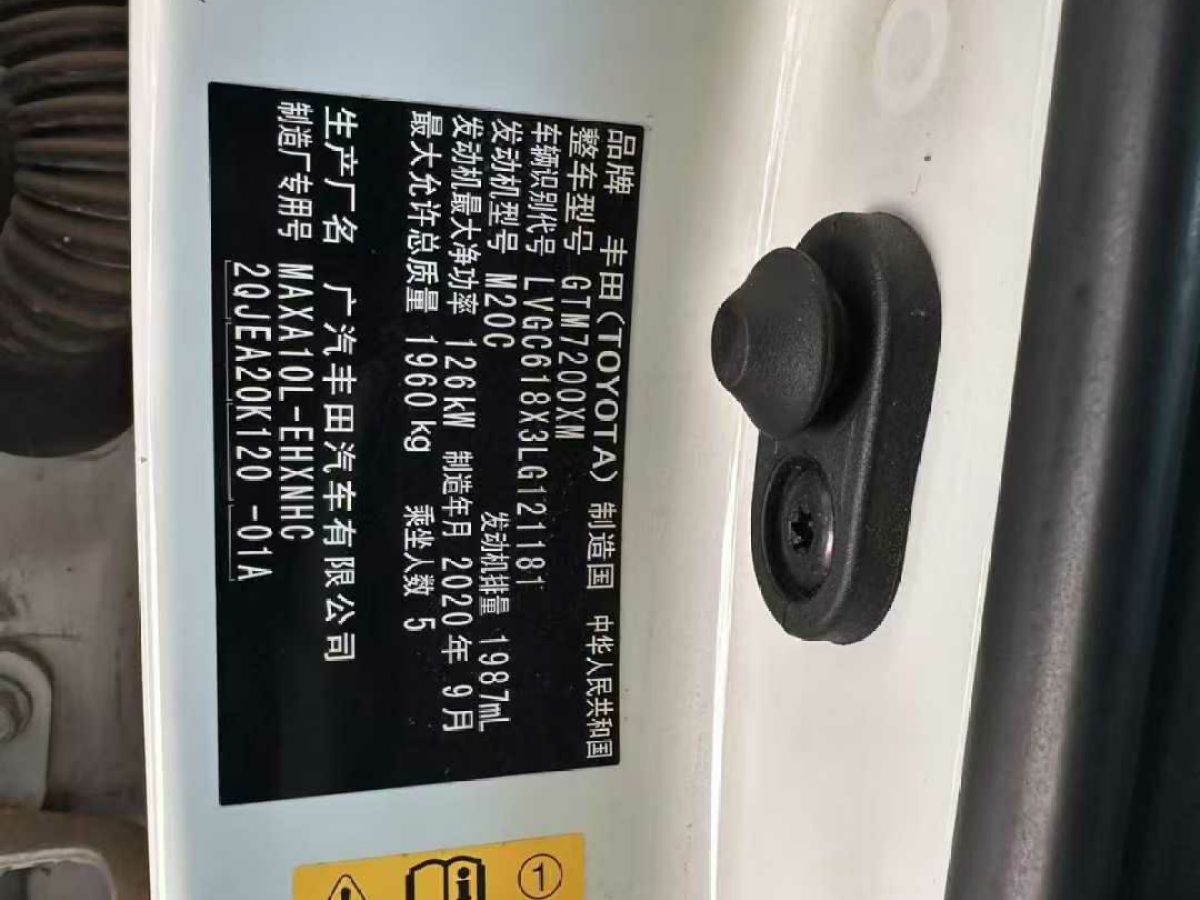 品牌 丰田(TOYOTA) 制造国 中华人民共和国
整车型号 GTM7200XM
车辆识别代号 LVGC618X3LG121181
发动机型号 M20C 发动机排量 1987mL
发动机最大净功率 126kW 制造年月 2020年9月
最大允许总质量 1960kg 乘坐人数 5
生产厂名 广汽丰田汽车有限公司
制造厂专用号 MAXA10L-EHXNHC
2QJEA20K120 -01A
1